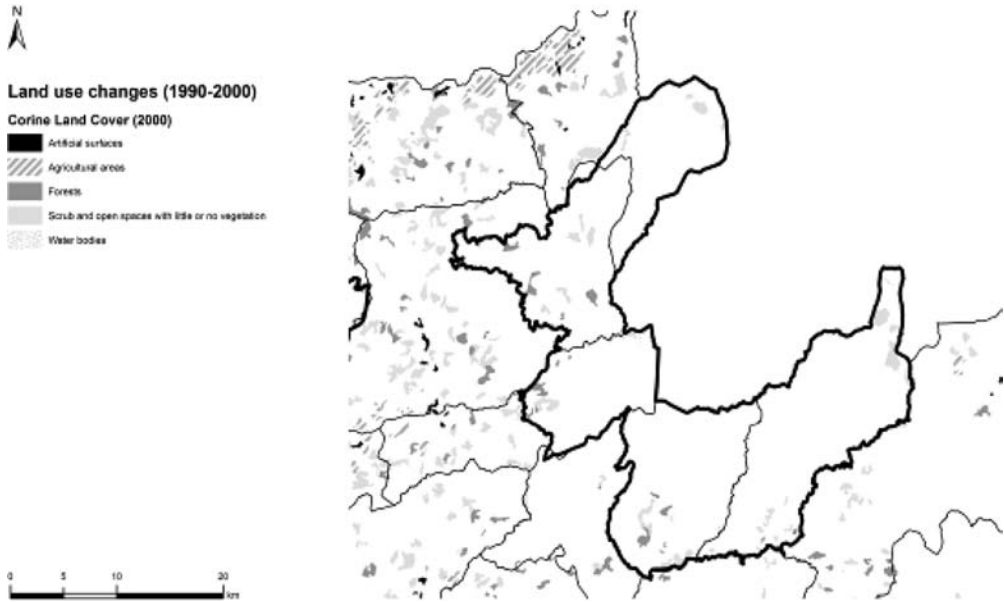 N
Land use changes (1990-2000)
Corine Land Cover (2000)
Artificial surfaces
Agricultural areas
Forests
Scrub and open spaces with little or no vegetation
Water bodies
0 5 10 20
km